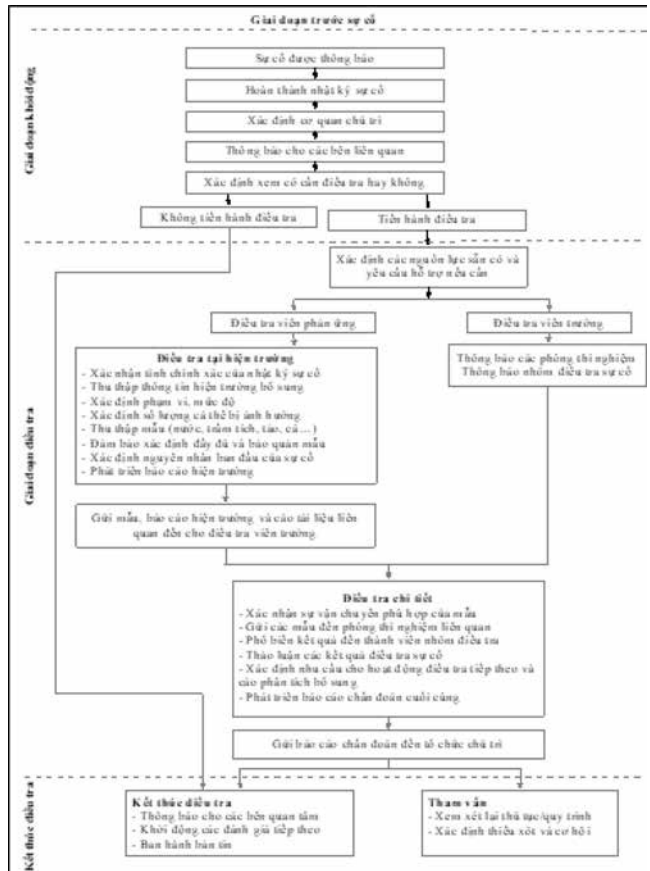 Giai đoạn trước sự cố
Giai đoạn khởi động
Sự cố được thông báo
Hoàn thành nhật ký sự cố
Xác định cơ quan chủ trì
Thông báo cho các bên liên quan
Xác định xem có cần điều tra hay không
Không tiến hành điều tra
Tiến hành điều tra
Giai đoạn điều tra
Xác định các nguồn lực sẵn có và
yêu cầu hỗ trợ nếu cần
Điều tra viên phản ứng
Điều tra viên trưởng
Điều tra tại hiện trường
- Xác nhận tính chính xác của nhật ký sự cố
- Thu thập thông tin hiện trường bổ sung
- Xác định phạm vi, mức độ
- Xác định số lượng cá thể bị ảnh hưởng
- Thu thập mẫu (nước, trầm tích, tảo, cá...)
- Đảm bảo xác định đầy đủ và bảo quản mẫu
- Xác định nguyên nhân ban đầu của sự cố
- Phát triển báo cáo hiện trường
Thông báo các phòng thí nghiệm
Thông báo nhóm điều tra sự cố
Gửi mẫu, báo cáo hiện trường và các tài liệu liên
quan đến cho điều tra viên trưởng
Điều tra chi tiết
- Xác nhận sự vận chuyển phù hợp của mẫu
- Gửi các mẫu đến phòng thí nghiệm liên quan
- Phổ biến kết quả đến thành viên nhóm điều tra
- Thảo luận các kết quả điều tra sự cố
- Xác định nhu cầu cho hoạt động điều tra tiếp theo và
các phân tích bổ sung
- Phát triển báo cáo chẩn đoán cuối cùng
Gửi báo cáo chẩn đoán đến tổ chức chủ trì
Kết thúc điều tra
Kết thúc điều tra
- Thông báo cho các bên quan tâm
- Khởi động các đánh giá tiếp theo
- Ban hành bản tin
Tham vấn
- Xem xét lại thủ tục/quy trình
- Xác định thiếu xót và cơ hội